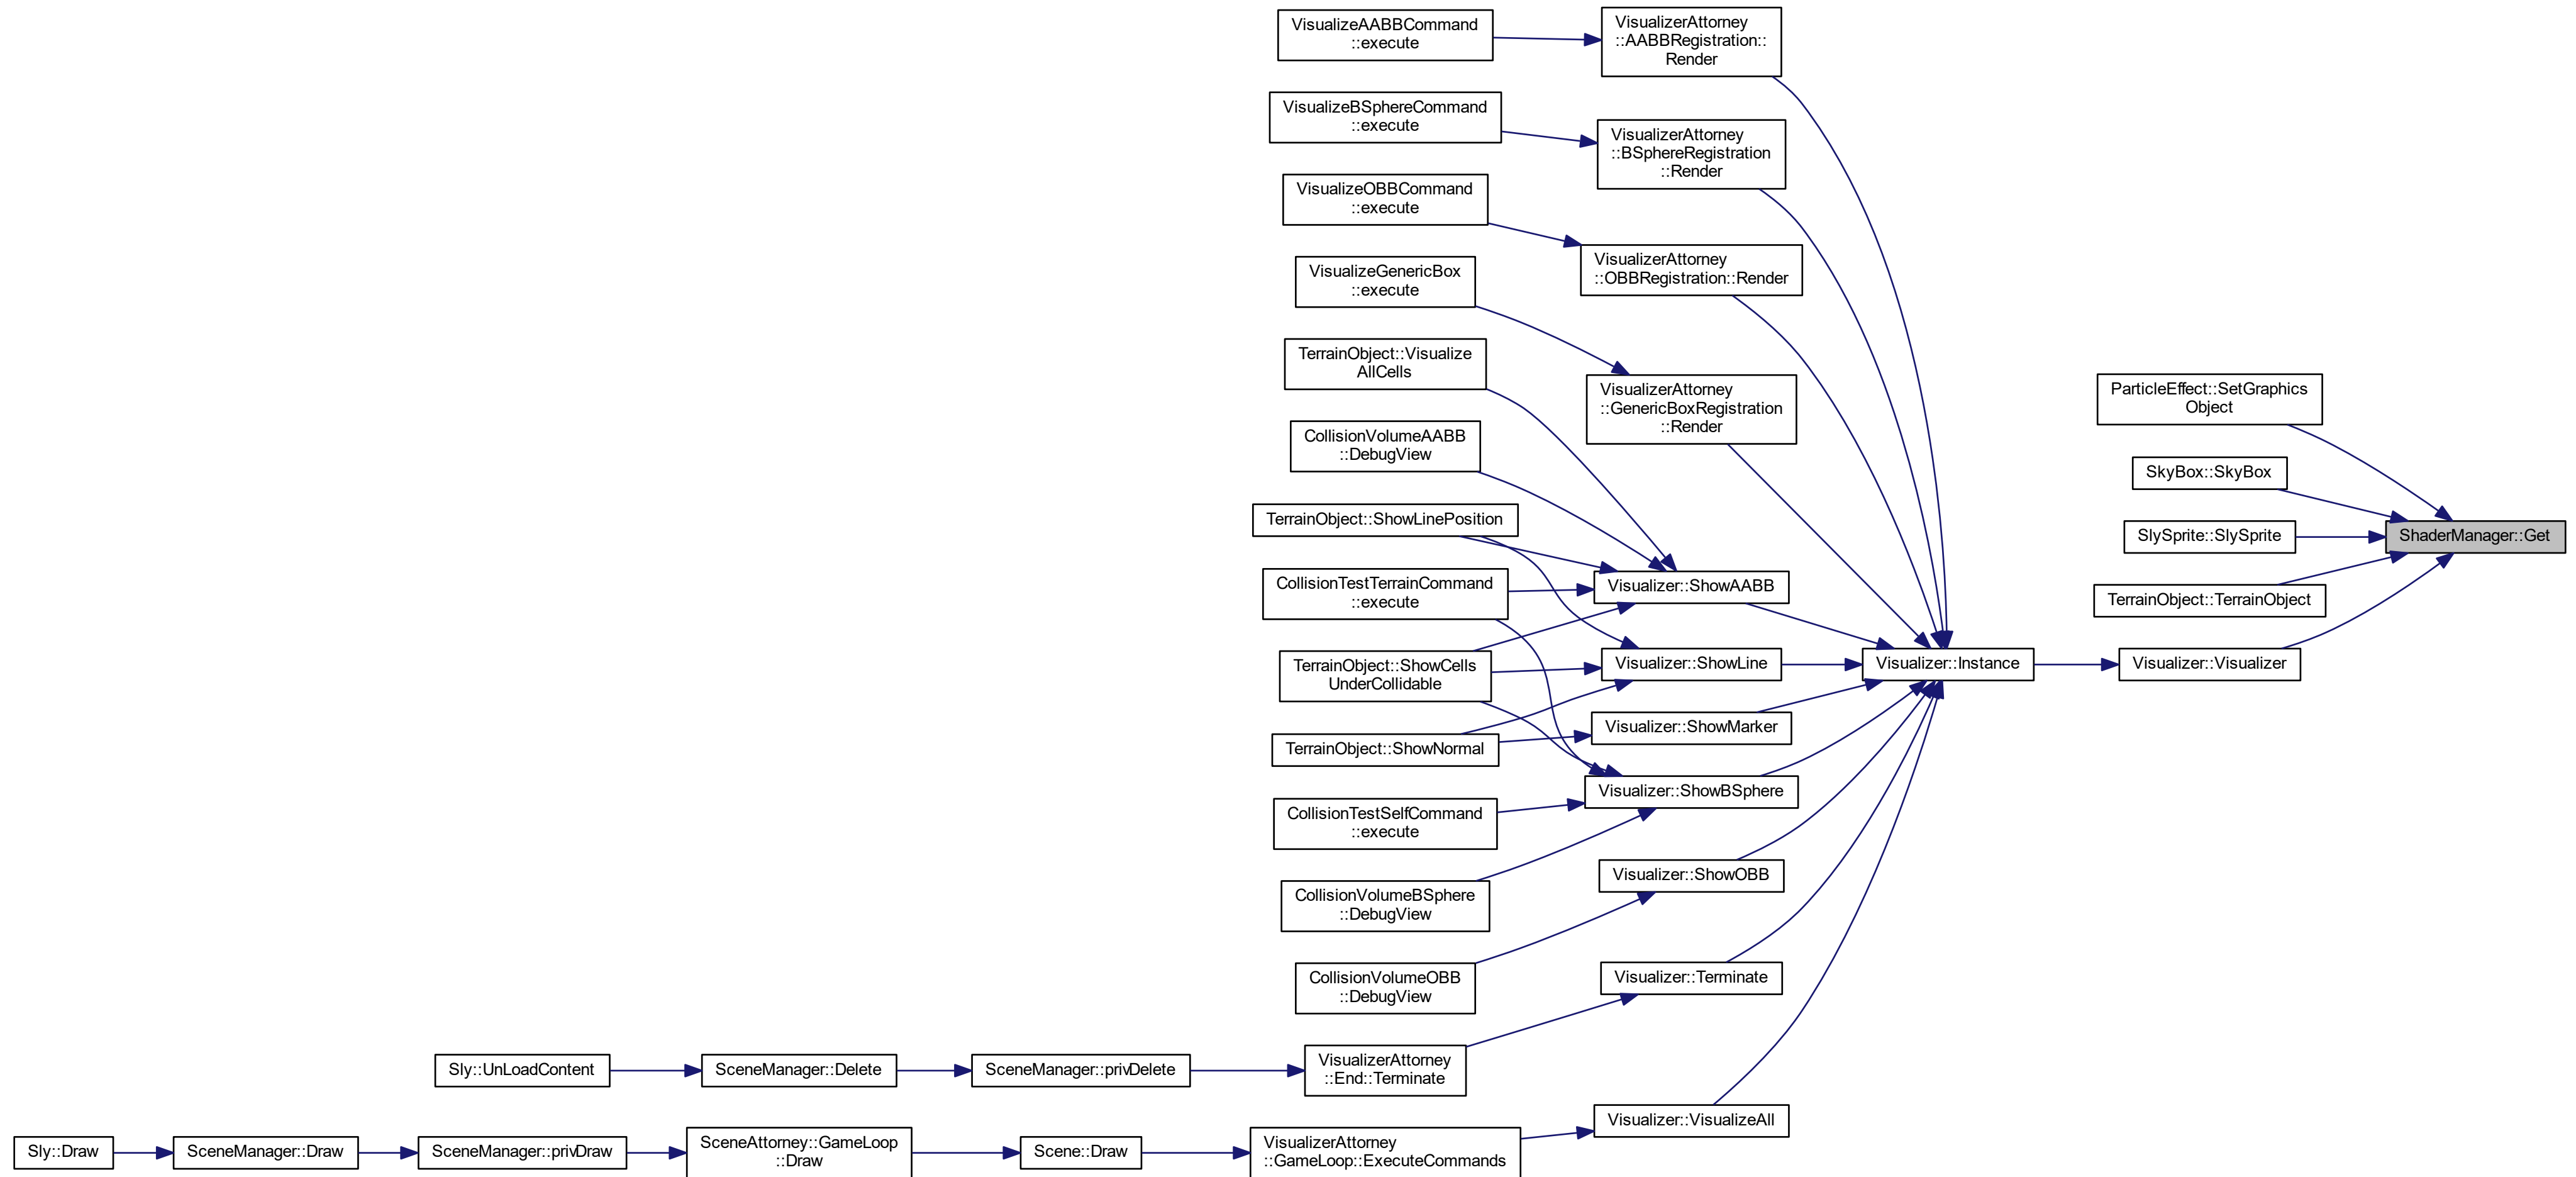 VisualizeAABBCommand
::execute
VisualizerAttorney
::AABBRegistration::
Render
VisualizeBSphereCommand
::execute
VisualizerAttorney
::BSphereRegistration
::Render
VisualizeOBBCommand
::execute
VisualizerAttorney
::OBBRegistration::Render
VisualizeGenericBox
::execute
TerrainObject::Visualize
AllCells
VisualizerAttorney
::GenericBoxRegistration
::Render
ParticleEffect::SetGraphics
Object
CollisionVolumeAABB
::DebugView
SkyBox::SkyBox
TerrainObject::ShowLinePosition
SlySprite::SlySprite
ShaderManager::Get
CollisionTestTerrainCommand
::execute
Visualizer::ShowAABB
TerrainObject::TerrainObject
TerrainObject::ShowCells
UnderCollidable
Visualizer::ShowLine
Visualizer::Instance
Visualizer::Visualizer
Visualizer::ShowMarker
TerrainObject::ShowNormal
Visualizer::ShowBSphere
CollisionTestSelfCommand
::execute
Visualizer::ShowOBB
CollisionVolumeBSphere
::DebugView
CollisionVolumeOBB
::DebugView
Visualizer::Terminate
Sly::UnLoadContent
SceneManager::Delete
SceneManager::privDelete
VisualizerAttorney
::End::Terminate
Visualizer::VisualizeAll
Sly::Draw
SceneManager::Draw
SceneManager::privDraw
SceneAttorney::GameLoop
::Draw
Scene::Draw
VisualizerAttorney
::GameLoop::ExecuteCommands